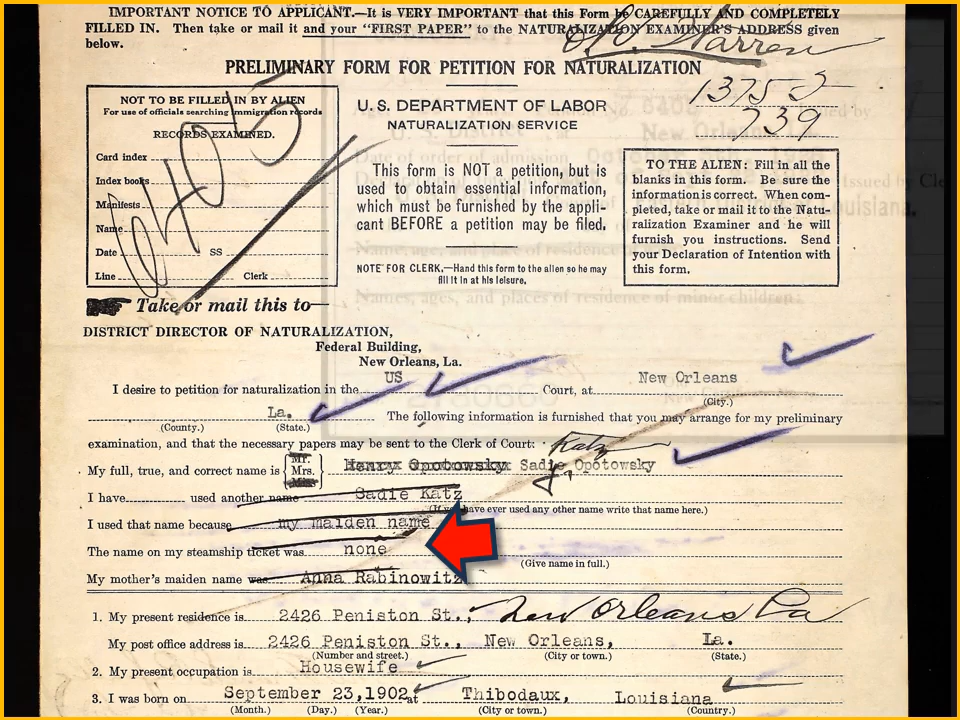 IMPORTANT NOTICE TO APPLICANT.—It is VERY IMPORTANT that this Form be CAREFULLY AND COMPLETELY
FILLED IN. Then take or mail it and your "FIRST PAPER" to the NATURALIZATION EXAMINER'S ADDRESS given
below.
Warren
PRELIMINARY FORM FOR PETITION FOR NATURALIZATION
NOT TO BE FILLED IN BY ALIEN
For use of officials searching immigration records
RECORDS EXAMINED.
Card index
Index books
Manifests
Name
Date SS
Line Clerk
U. S. DEPARTMENT OF LABOR
NATURALIZATION SERVICE
This form is NOT a petition, but is
used to obtain essential information,
which must be furnished by the appli-
cant BEFORE a petition may be filed.
NOTE FOR CLERK.—Hand this form to the alien so he may
fill it in at his leisure.
739
TO THE ALIEN: Fill in all the
blanks in this form. Be sure the
information is correct. When com-
pleted, take or mail it to the Natu-
ralization Examiner and he will
furnish you instructions. Send
your Declaration of Intention with
this form.
Take or mail this to—
DISTRICT DIRECTOR OF NATURALIZATION,
Federal Building,
New Orleans, La.
I desire to petition for naturalization in the US Court, at New Orleans
(City.)
La. The following information is furnished that you may arrange for my preliminary
(County.) (State.)
examination, and that the necessary papers may be sent to the Clerk of Court:
Katz
My full, true, and correct name is Mr. Mrs. Miss Henry Opotowsky Sadie Opotowsky
I have used another name Sadie Katz
(If you have ever used any other name write that name here.)
I used that name because my maiden name
The name on my steamship ticket was none
(Give name in full.)
My mother's maiden name was Anna Rabinowitz
1. My present residence is 2426 Peniston St., New Orleans La
My post office address is 2426 Peniston St., New Orleans, La.
(Number and street.) (City or town.) (State.)
2. My present occupation is Housewife
3. I was born on September 23, 1902 at Thibodaux, Louisiana
(Month.) (Day.) (Year.) (City or town.) (Country.)